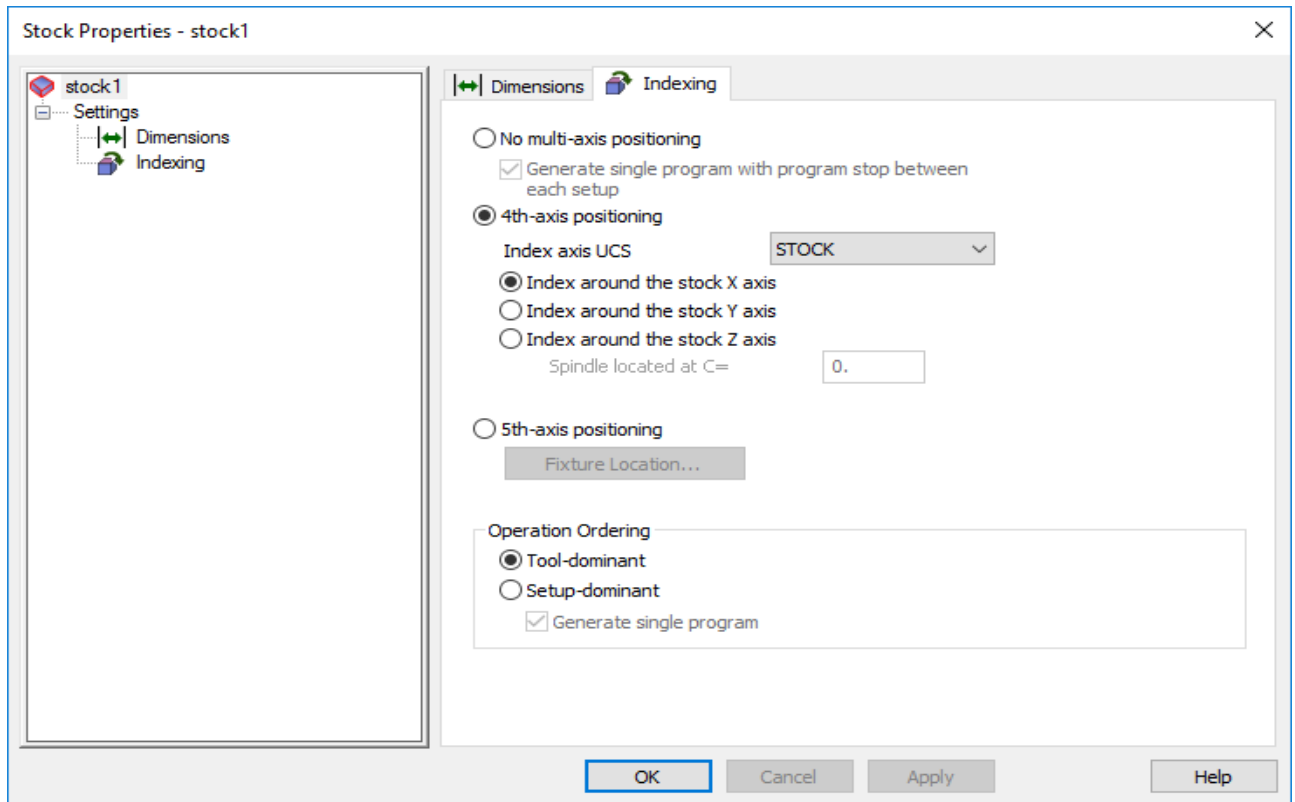 Stock Properties - stock1
stock1
Settings
Dimensions
Indexing
Dimensions
Indexing
No multi-axis positioning
Generate single program with program stop between
each setup
4th-axis positioning
Index axis UCS STOCK
Index around the stock X axis
Index around the stock Y axis
Index around the stock Z axis
Spindle located at C= 0.
5th-axis positioning
Fixture Location...
Operation Ordering
Tool-dominant
Setup-dominant
Generate single program
OK Cancel Apply Help